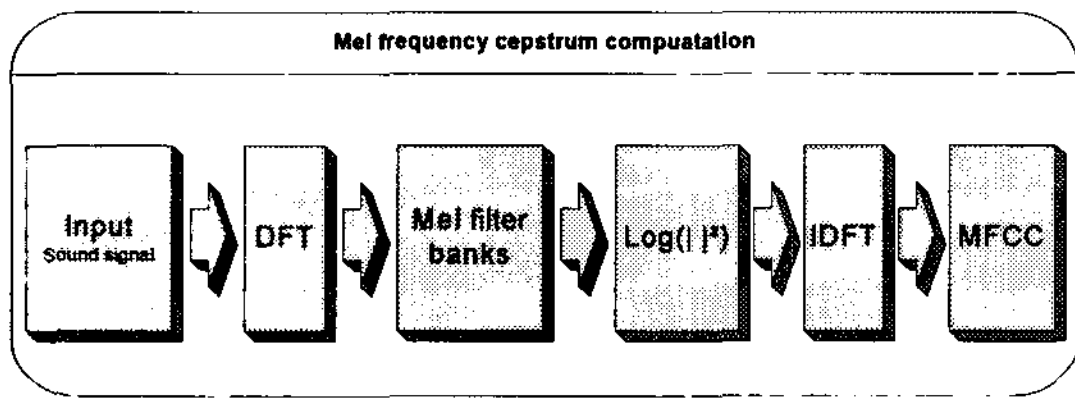 Mel frequency cepstrum compuatation
Input
Sound signal
DFT
Mel filter
banks
Log(| |²)
IDFT
MFCC